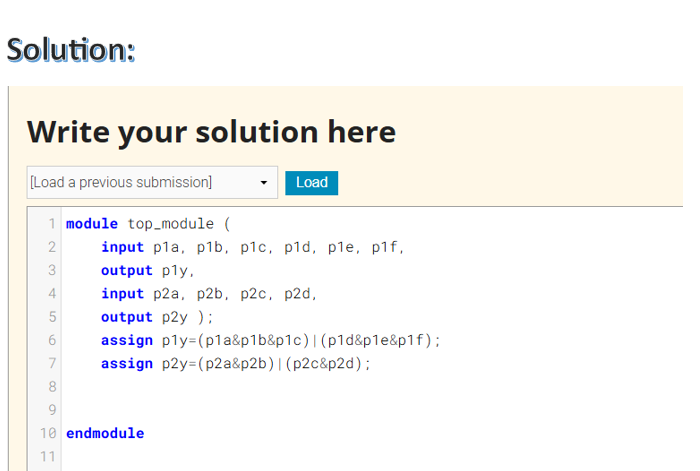 Solution:
Write your solution here
[Load a previous submission] Load
1 module top_module (
2 input p1a, p1b, p1c, p1d, p1e, p1f,
3 output p1y,
4 input p2a, p2b, p2c, p2d,
5 output p2y );
6 assign p1y=(p1a&p1b&p1c)|(p1d&p1e&p1f);
7 assign p2y=(p2a&p2b)|(p2c&p2d);
8
9
10 endmodule
11